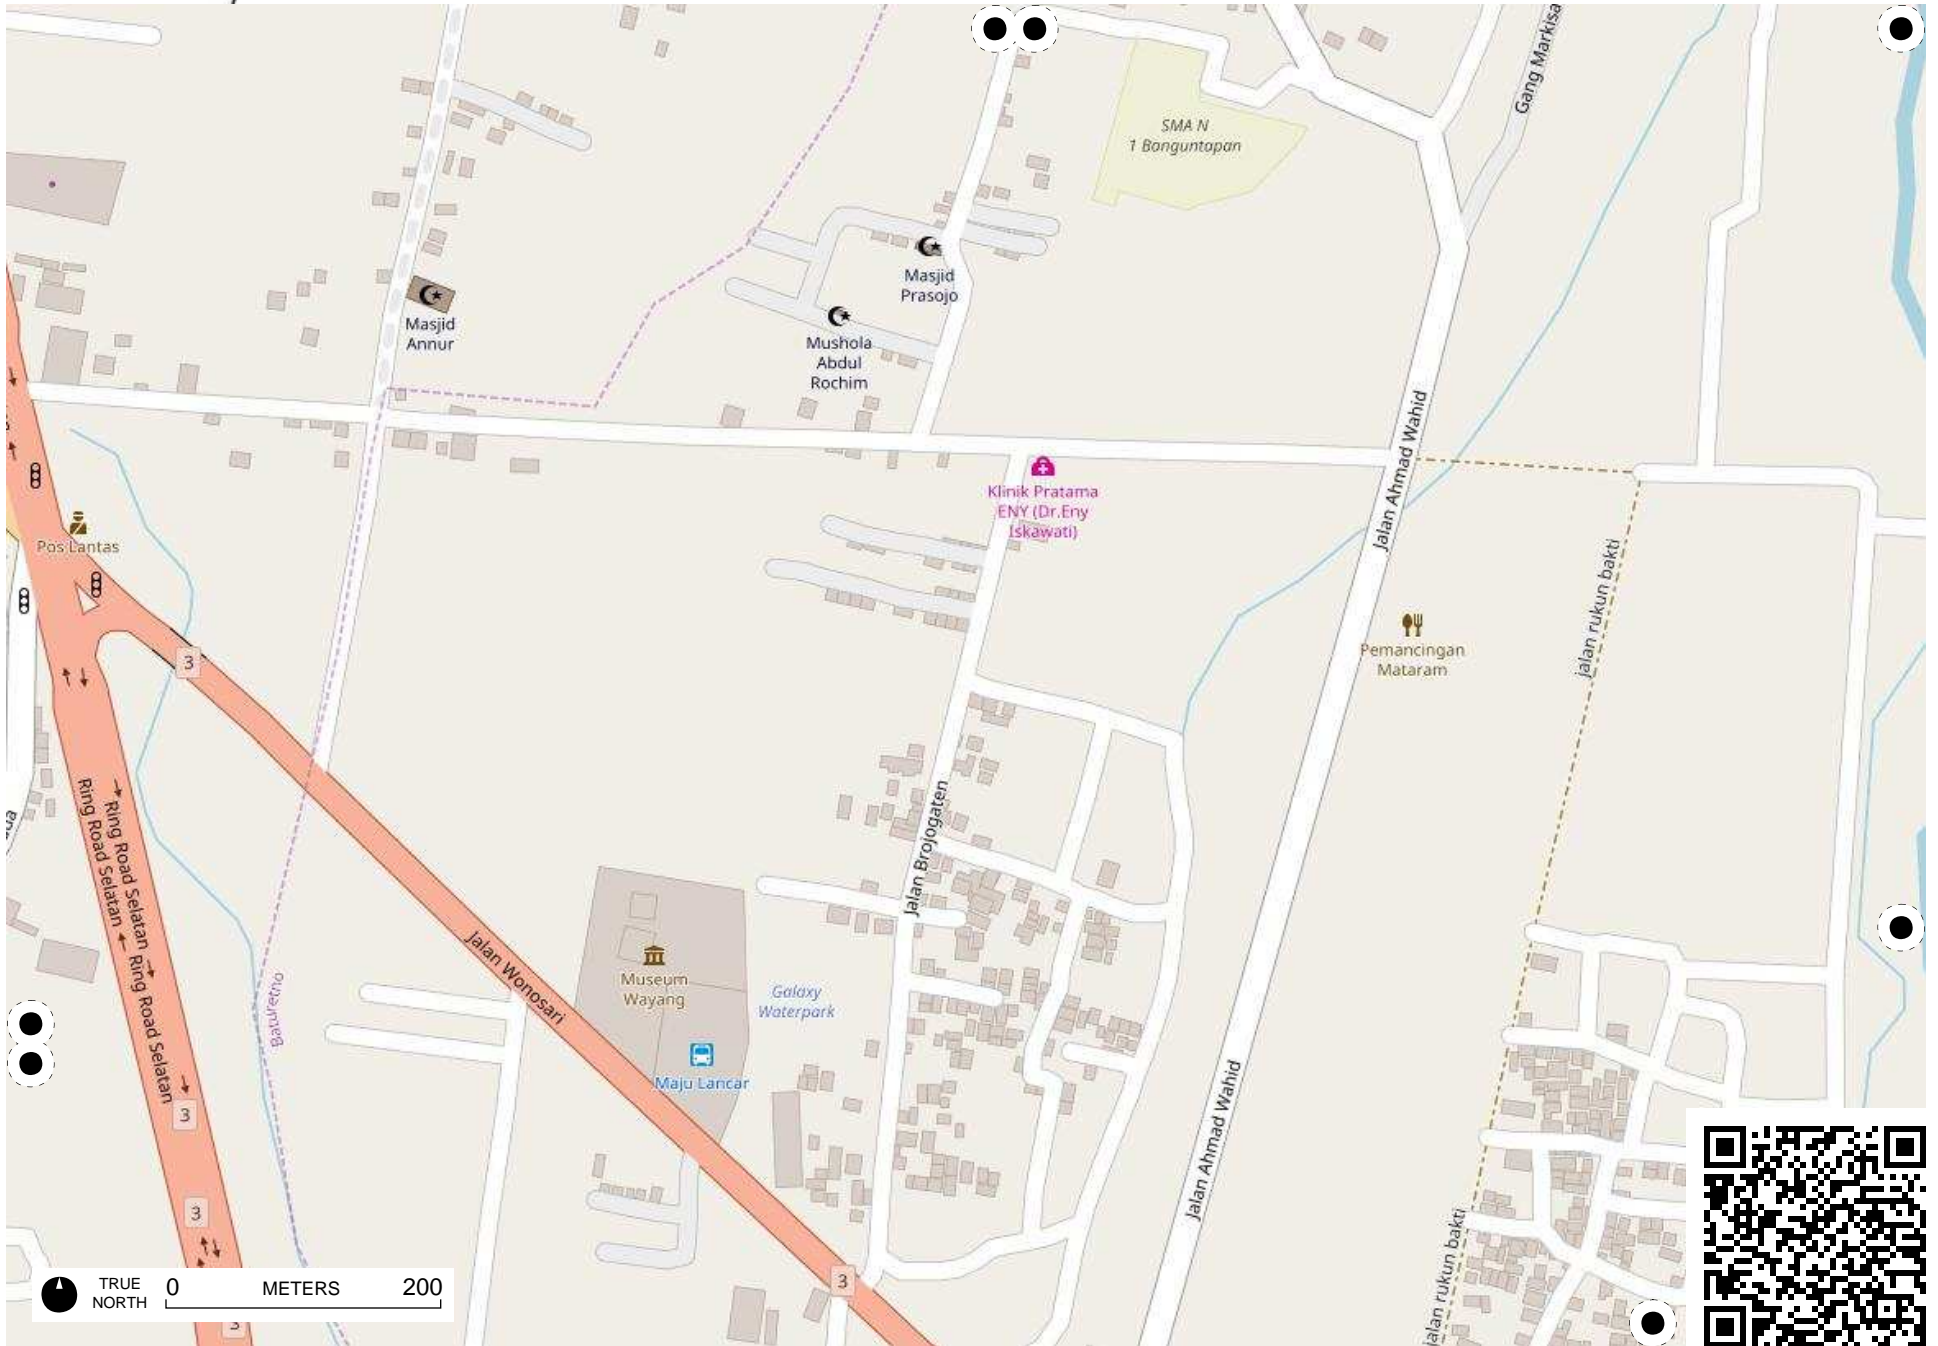 Gang Markisa
SMA N
1 Banguntapan
Masjid
Prasojo
Masjid
Annur
Mushola
Abdul
Rochim
Jalan Ahmad Wahid
Klinik Pratama
ENY (Dr.Eny
Iskawati)
Pos Lantas
jalan rukun bakti
Pemancingan
Mataram
3
Ring Road Selatan
Ring Road Selatan
Jalan Brojogaten
Jalan Wonosari
Museum
Wayang
Galaxy
Waterpark
Baturetno
Ring Road Selatan
Maju Lancar
Jalan Ahmad Wahid
3
3
jalan rukun bakti
3
3
TRUE
NORTH
0 METERS 200